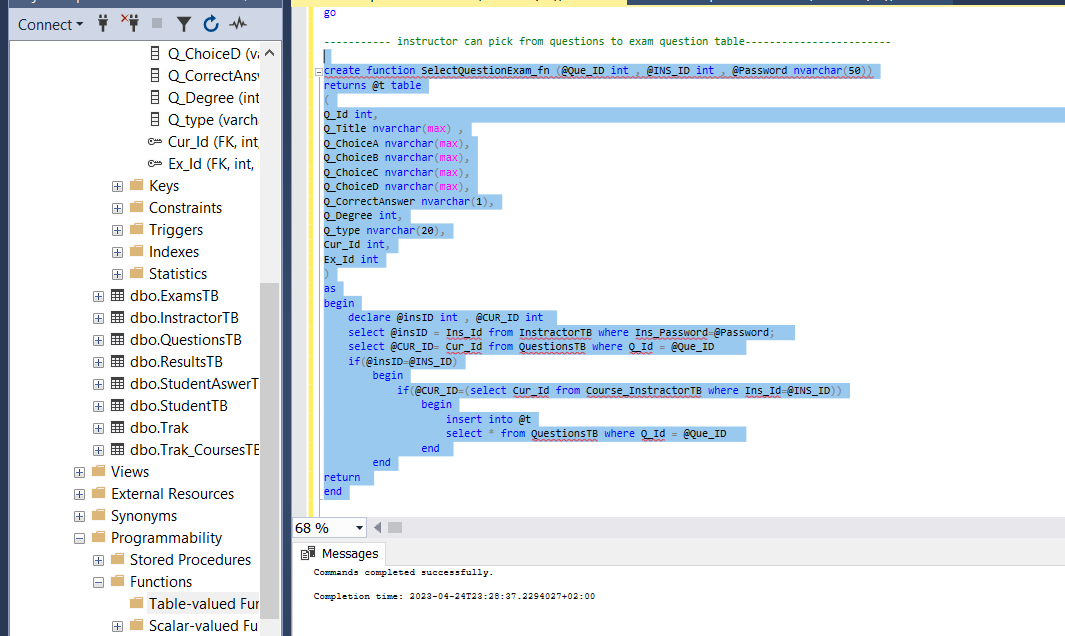 Connect
Q_ChoiceD (va
Q_CorrectAnsv
Q_Degree (int
Q_type (varch
Cur_Id (FK, int,
Ex_Id (FK, int,
Keys
Constraints
Triggers
Indexes
Statistics
dbo.ExamsTB
dbo.InstractorTB
dbo.QuestionsTB
dbo.ResultsTB
dbo.StudentAswerT
dbo.StudentTB
dbo.Trak
dbo.Trak_CoursesTB
Views
External Resources
Synonyms
Programmability
Stored Procedures
Functions
Table-valued Fur
Scalar-valued Fu
go
----------- instructor can pick from questions to exam question table------------------------
create function SelectQuestionExam_fn (@Que_ID int , @INS_ID int , @Password nvarchar(50))
returns @t table
(
Q_Id int,
Q_Title nvarchar(max) ,
Q_ChoiceA nvarchar(max),
Q_ChoiceB nvarchar(max),
Q_ChoiceC nvarchar(max),
Q_ChoiceD nvarchar(max),
Q_CorrectAnswer nvarchar(1),
Q_Degree int,
Q_type nvarchar(20),
Cur_Id int,
Ex_Id int
)
as
begin
declare @insID int , @CUR_ID int
select @insID = Ins_Id from InstractorTB where Ins_Password=@Password;
select @CUR_ID= Cur_Id from QuestionsTB where Q_Id = @Que_ID
if(@insID=@INS_ID)
begin
if(@CUR_ID=(select Cur_Id from Course_InstractorTB where Ins_Id=@INS_ID))
begin
insert into @t
select * from QuestionsTB where Q_Id = @Que_ID
end
end
return
end
68 %
Messages
Commands completed successfully.
Completion time: 2023-04-24T23:28:37.2294027+02:00